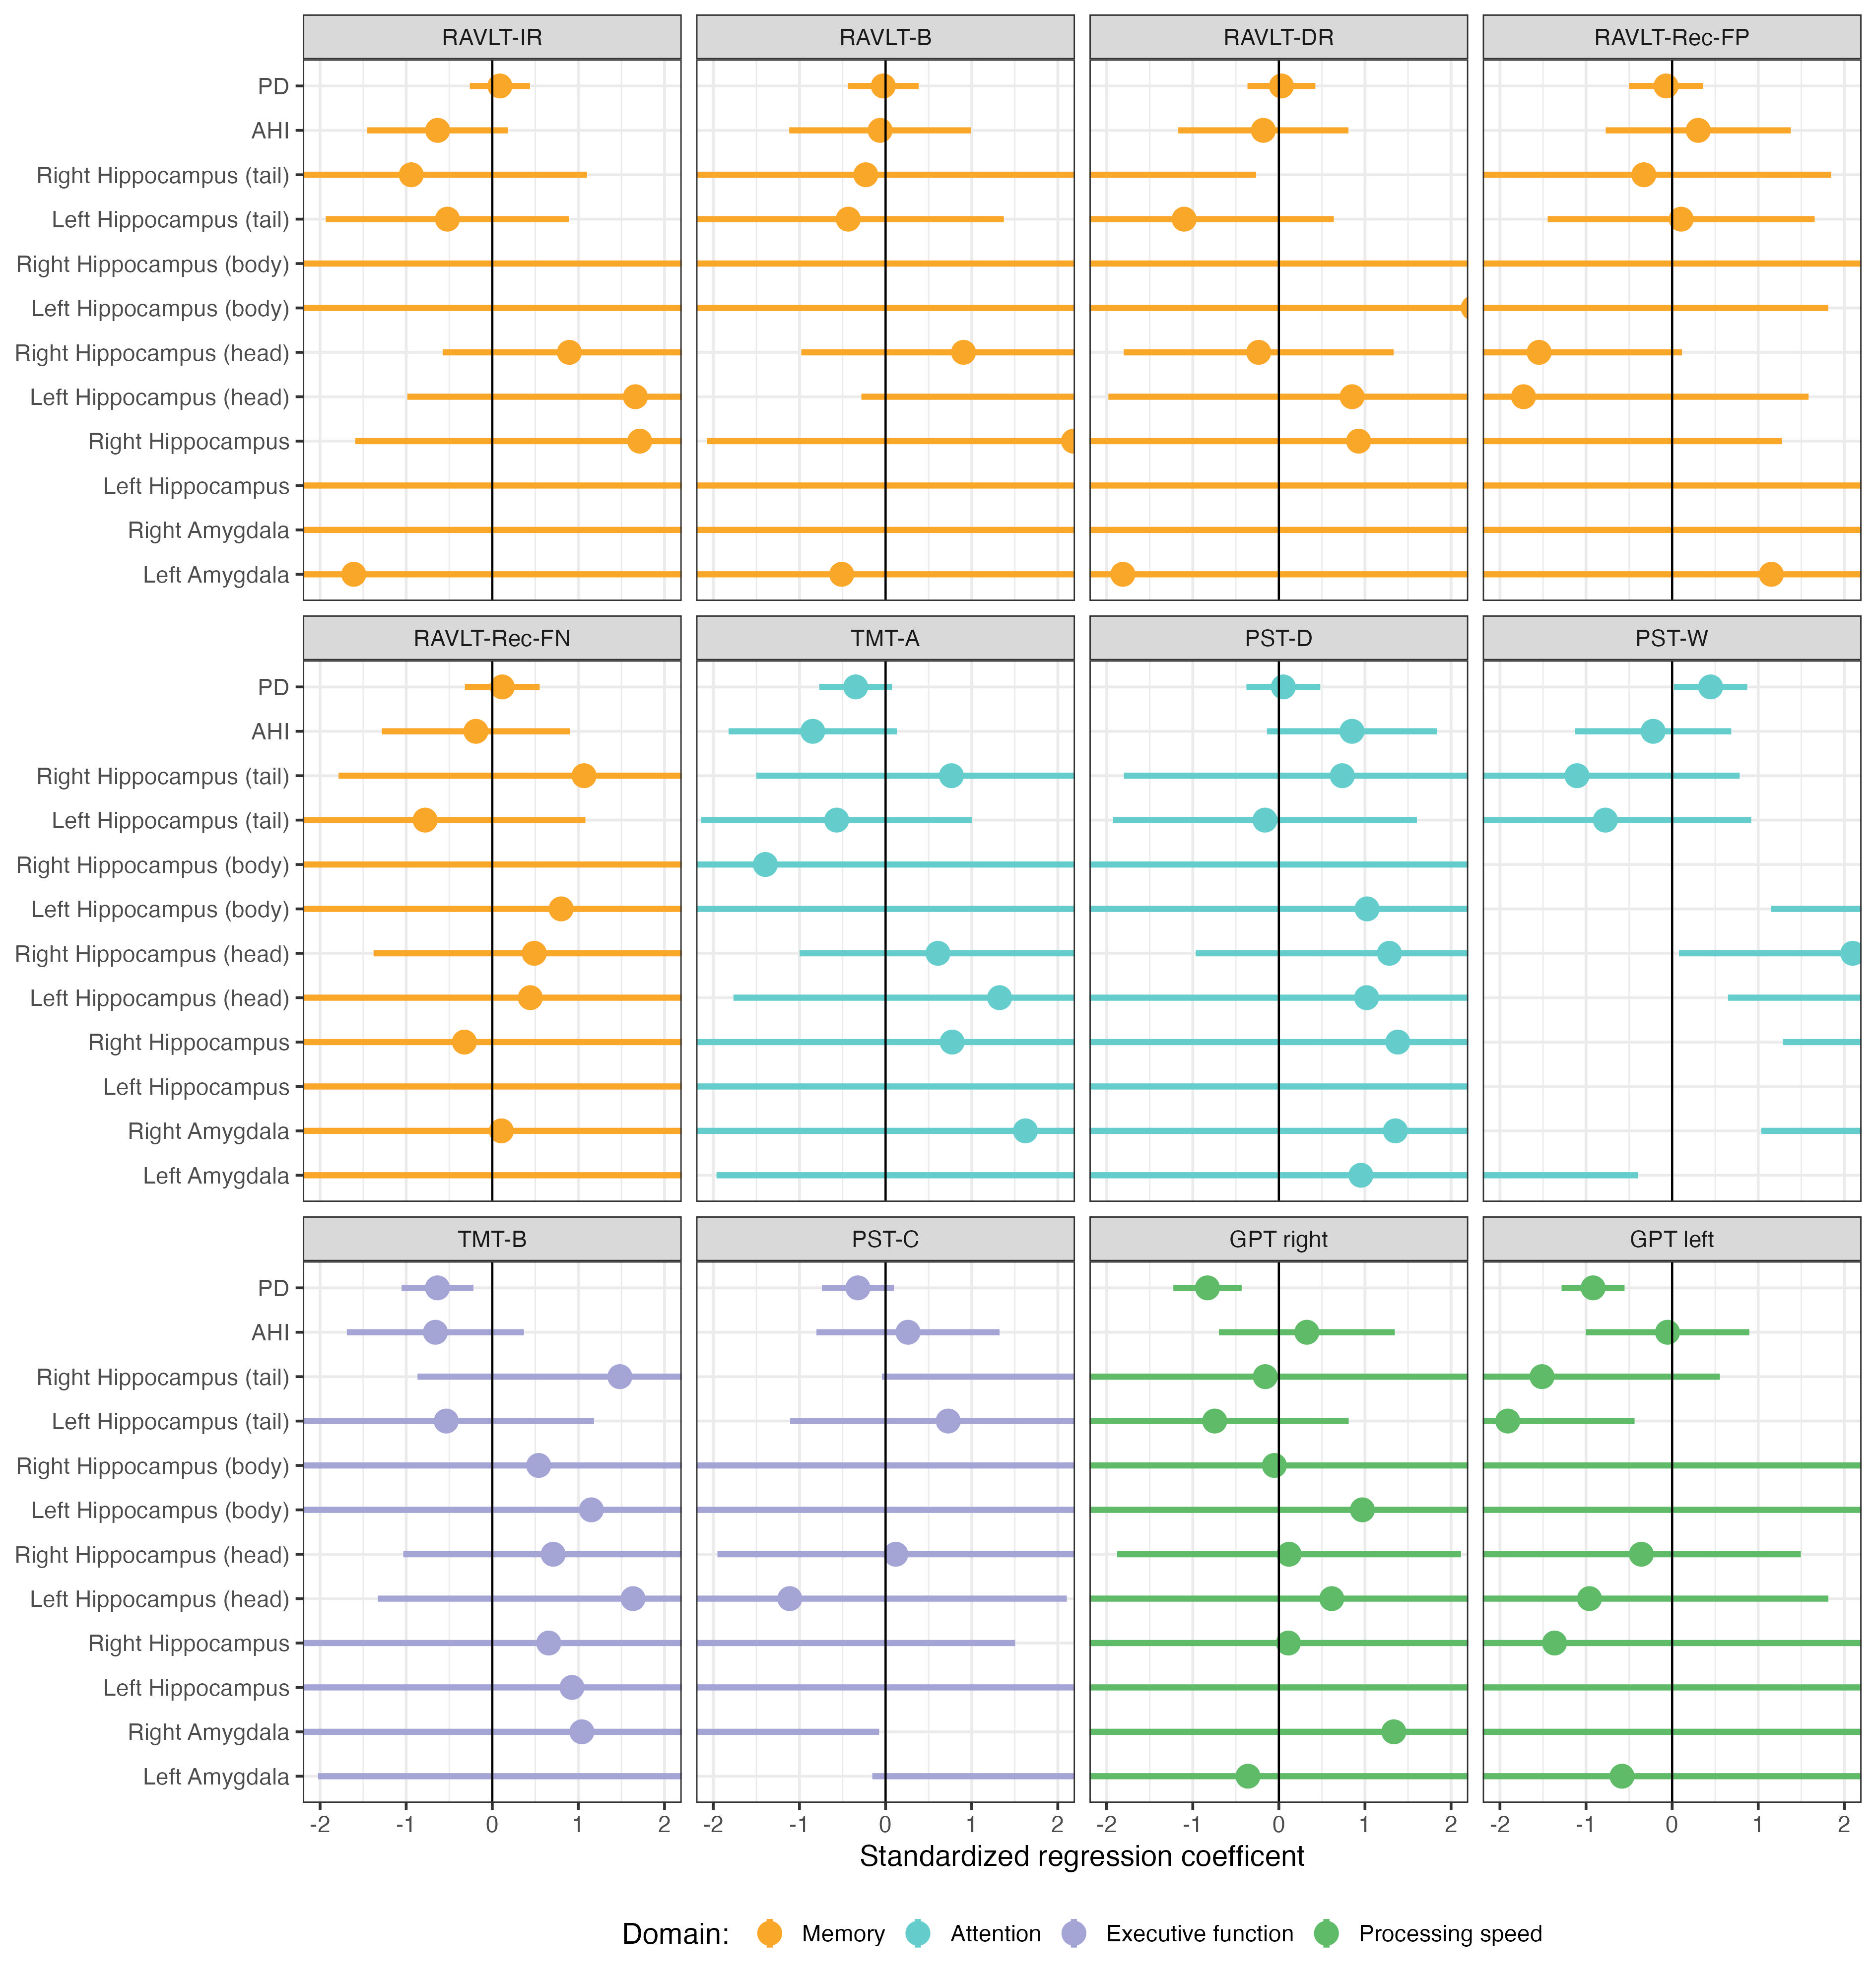 RAVLT-IR RAVLT-B RAVLT-DR RAVLT-Rec-FP
PD
AHI
Right Hippocampus (tail)
Left Hippocampus (tail)
Right Hippocampus (body)
Left Hippocampus (body)
Right Hippocampus (head)
Left Hippocampus (head)
Right Hippocampus
Left Hippocampus
Right Amygdala
Left Amygdala
RAVLT-Rec-FN TMT-A PST-D PST-W
PD
AHI
Right Hippocampus (tail)
Left Hippocampus (tail)
Right Hippocampus (body)
Left Hippocampus (body)
Right Hippocampus (head)
Left Hippocampus (head)
Right Hippocampus
Left Hippocampus
Right Amygdala
Left Amygdala
TMT-B PST-C GPT right GPT left
PD
AHI
Right Hippocampus (tail)
Left Hippocampus (tail)
Right Hippocampus (body)
Left Hippocampus (body)
Right Hippocampus (head)
Left Hippocampus (head)
Right Hippocampus
Left Hippocampus
Right Amygdala
Left Amygdala
-2 -1 0 1 2 -2 -1 0 1 2 -2 -1 0 1 2 -2 -1 0 1 2
Standardized regression coefficent
Domain: Memory Attention Executive function Processing speed